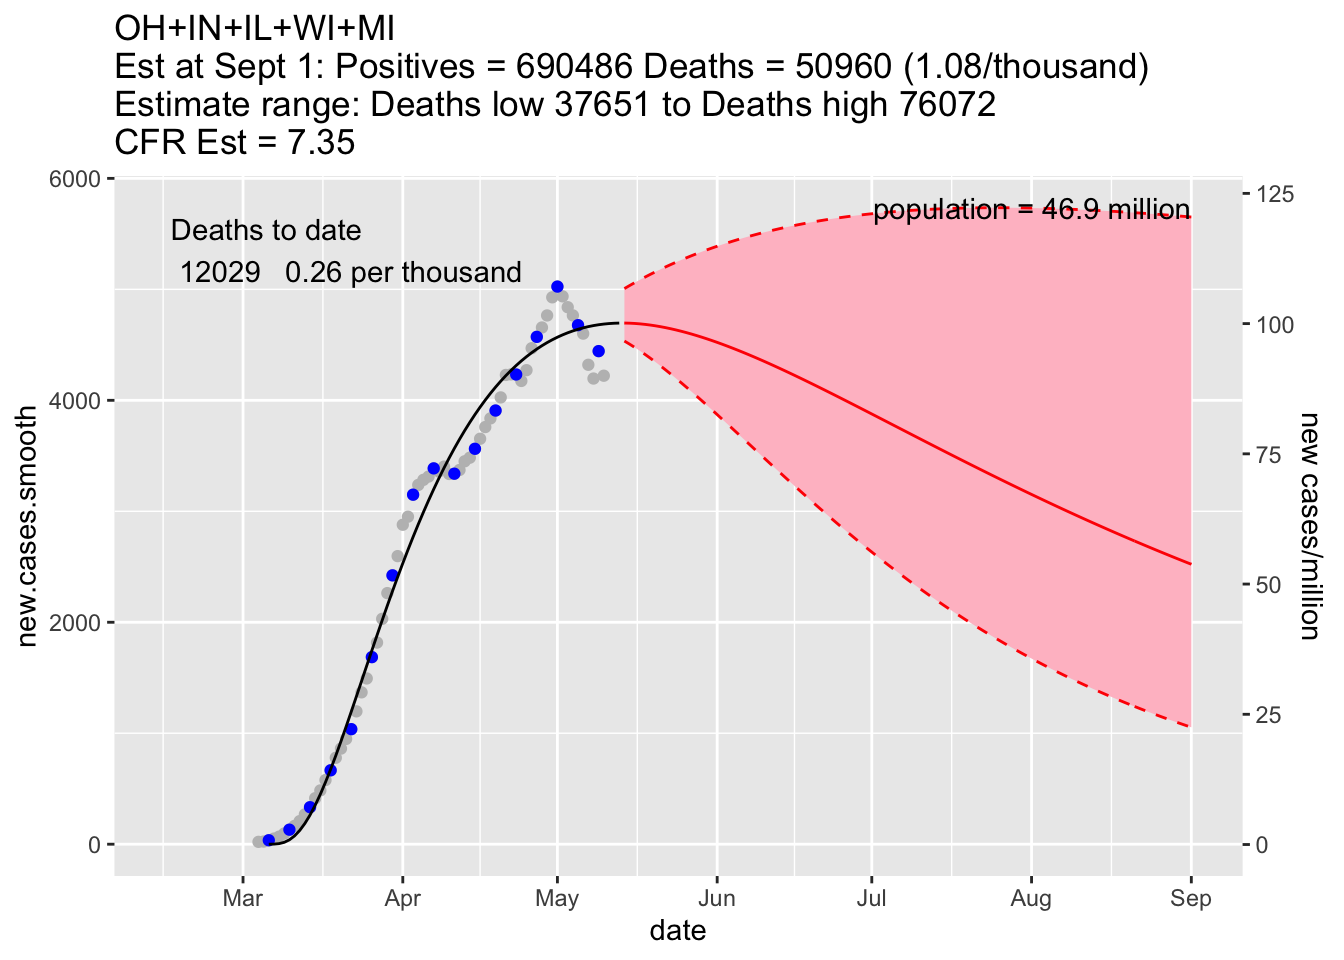 OH+IN+IL+WI+MI
Est at Sept 1: Positives = 690486 Deaths = 50960 (1.08/thousand)
Estimate range: Deaths low 37651 to Deaths high 76072
CFR Est = 7.35
6000
4000
2000
0
new.cases.smooth
Deaths to date
12029 0.26 per thousand
population = 46.9 million
125
100
75
50
25
0
new cases/million
Mar Apr May Jun Jul Aug Sep
date